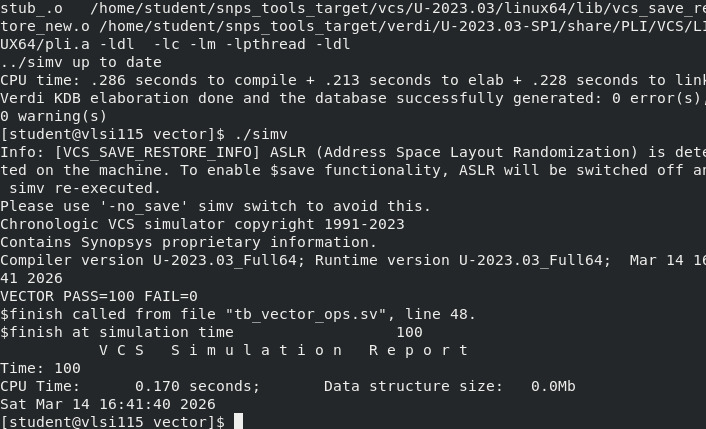 stub_.o   /home/student/snps_tools_target/vcs/U-2023.03/linux64/lib/vcs_save_re
tore_new.o /home/student/snps_tools_target/verdi/U-2023.03-SP1/share/PLI/VCS/LI
UX64/pli.a -ldl  -lc -lm -lpthread -ldl
../simv up to date
CPU time: .286 seconds to compile + .213 seconds to elab + .228 seconds to link
Verdi KDB elaboration done and the database successfully generated: 0 error(s),
0 warning(s)
[student@vlsi115 vector]$ ./simv
Info: [VCS_SAVE_RESTORE_INFO] ASLR (Address Space Layout Randomization) is dete
ted on the machine. To enable $save functionality, ASLR will be switched off an
 simv re-executed.
Please use '-no_save' simv switch to avoid this.
Chronologic VCS simulator copyright 1991-2023
Contains Synopsys proprietary information.
Compiler version U-2023.03_Full64; Runtime version U-2023.03_Full64;  Mar 14 16
41 2026
VECTOR PASS=100 FAIL=0
$finish called from file "tb_vector_ops.sv", line 48.
$finish at simulation time                  100
           V C S   S i m u l a t i o n   R e p o r t
Time: 100
CPU Time:      0.170 seconds;       Data structure size:   0.0Mb
Sat Mar 14 16:41:40 2026
[student@vlsi115 vector]$